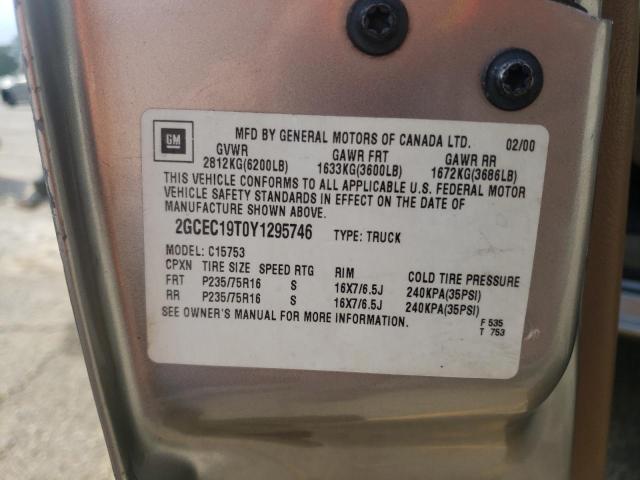 GM
MFD BY GENERAL MOTORS OF CANADA LTD. 02/00
GVWR GAWR FRT GAWR RR
2812KG(6200LB) 1633KG(3600LB) 1672KG(3686LB)
THIS VEHICLE CONFORMS TO ALL APPLICABLE U.S. FEDERAL MOTOR
VEHICLE SAFETY STANDARDS IN EFFECT ON THE DATE OF
MANUFACTURE SHOWN ABOVE.
2GCEC19T0Y1295746 TYPE: TRUCK
MODEL: C15753
CPXN TIRE SIZE SPEED RTG RIM COLD TIRE PRESSURE
FRT P235/75R16 S 16X7/6.5J 240KPA(35PSI)
RR P235/75R16 S 16X7/6.5J 240KPA(35PSI)
SEE OWNER'S MANUAL FOR MORE INFORMATION.
F 535
T 753